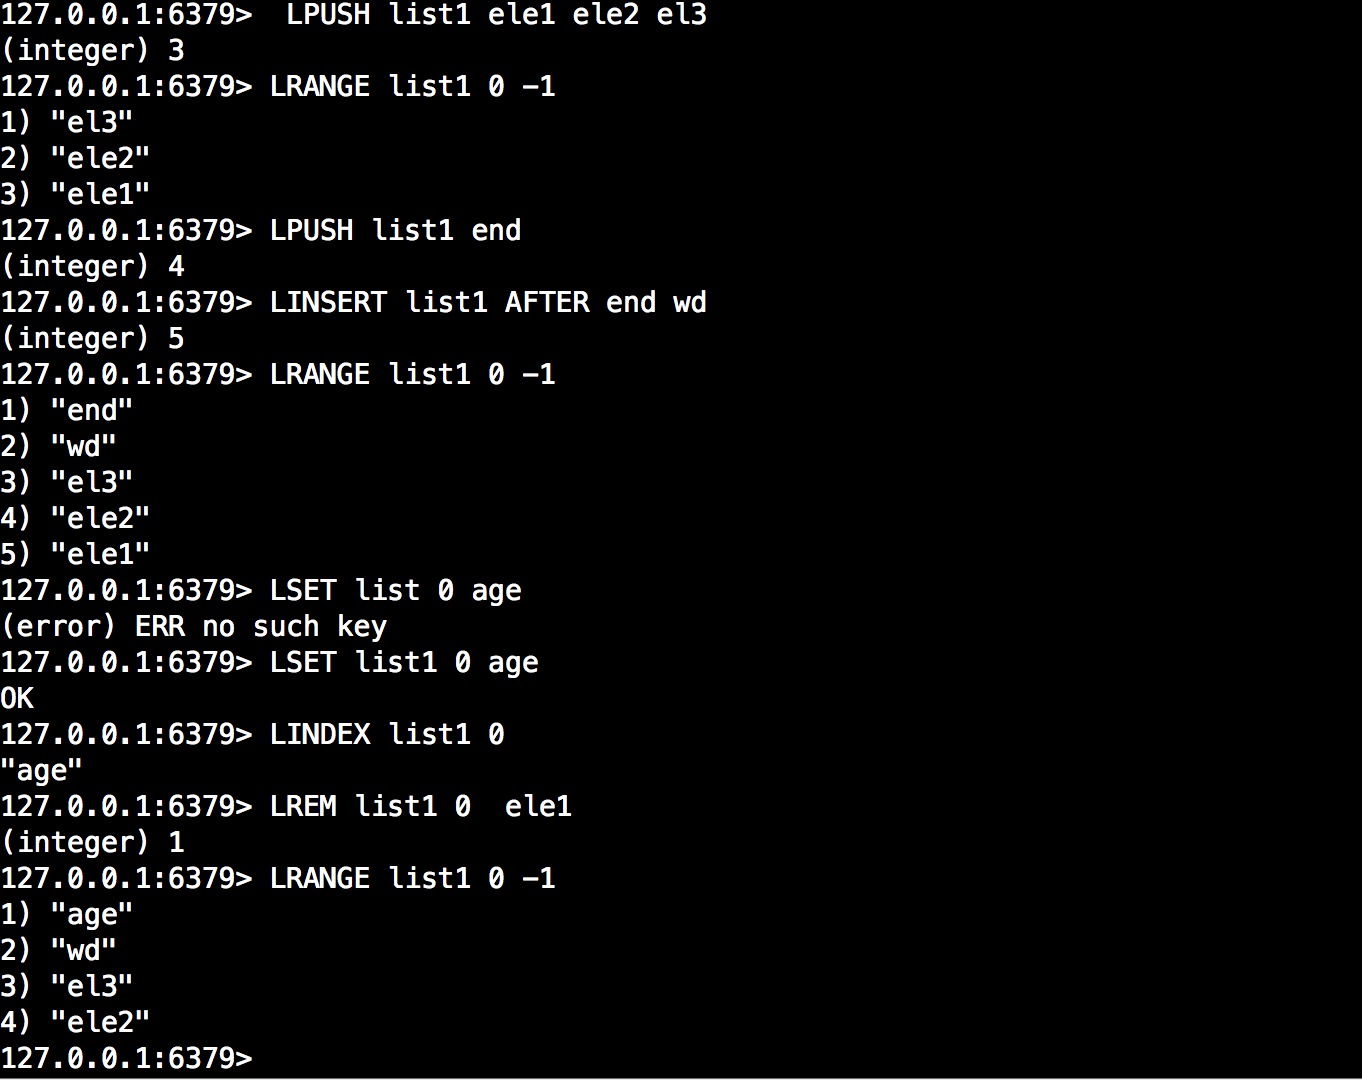 127.0.0.1:6379>  LPUSH list1 ele1 ele2 el3
(integer) 3
127.0.0.1:6379> LRANGE list1 0 -1
1) "el3"
2) "ele2"
3) "ele1"
127.0.0.1:6379> LPUSH list1 end
(integer) 4
127.0.0.1:6379> LINSERT list1 AFTER end wd
(integer) 5
127.0.0.1:6379> LRANGE list1 0 -1
1) "end"
2) "wd"
3) "el3"
4) "ele2"
5) "ele1"
127.0.0.1:6379> LSET list 0 age
(error) ERR no such key
127.0.0.1:6379> LSET list1 0 age
OK
127.0.0.1:6379> LINDEX list1 0
"age"
127.0.0.1:6379> LREM list1 0  ele1
(integer) 1
127.0.0.1:6379> LRANGE list1 0 -1
1) "age"
2) "wd"
3) "el3"
4) "ele2"
127.0.0.1:6379>